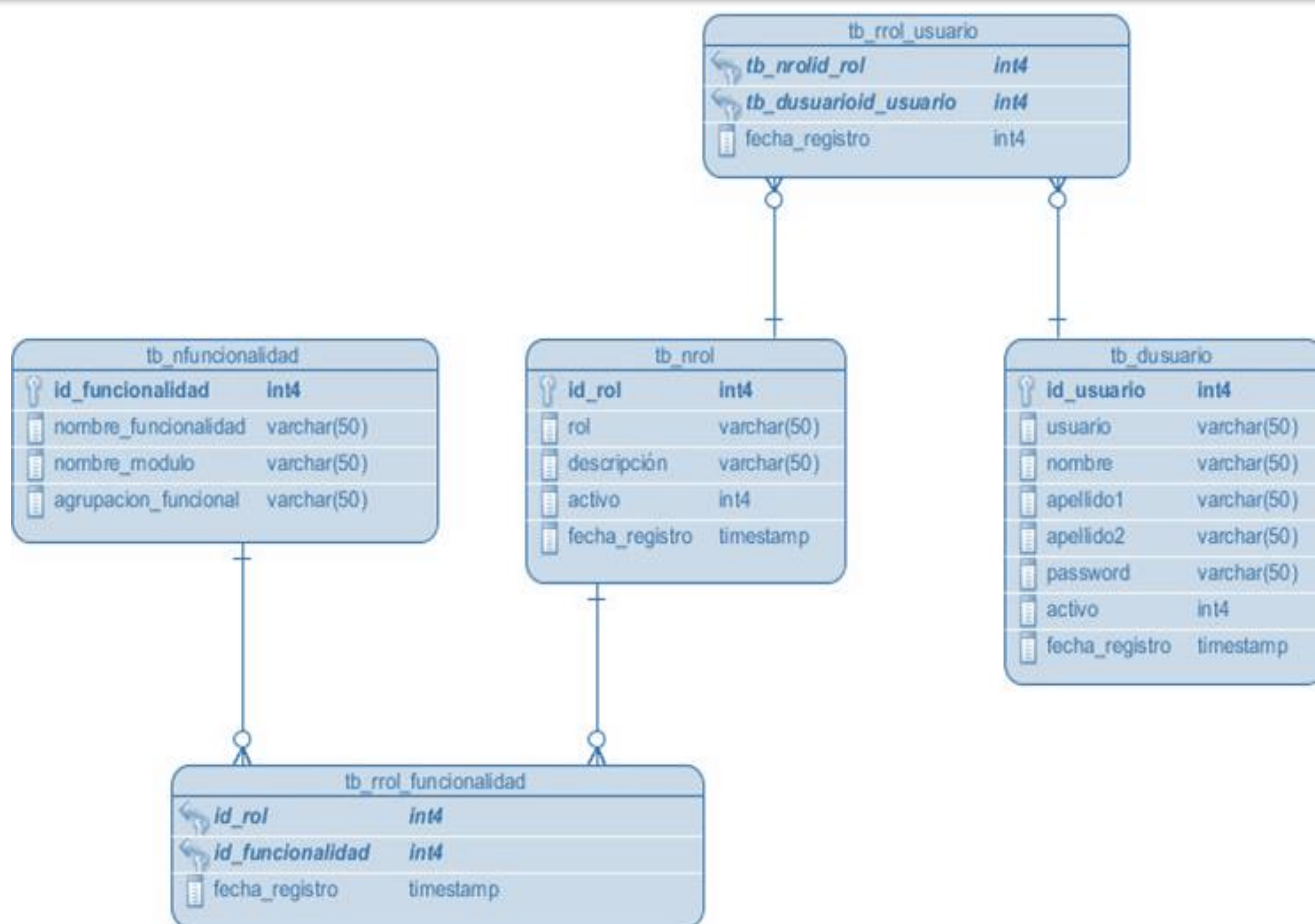 tb_rrol_usuario
tb_nrolid_rol int4
tb_dusuarioid_usuario int4
fecha_registro int4
tb_nfuncionalidad
id_funcionalidad int4
nombre_funcionalidad varchar(50)
nombre_modulo varchar(50)
agrupacion_funcional varchar(50)
tb_nrol
id_rol int4
rol varchar(50)
descripción varchar(50)
activo int4
fecha_registro timestamp
tb_dusuario
id_usuario int4
usuario varchar(50)
nombre varchar(50)
apellido1 varchar(50)
apellido2 varchar(50)
password varchar(50)
activo int4
fecha_registro timestamp
tb_rrol_funcionalidad
id_rol int4
id_funcionalidad int4
fecha_registro timestamp